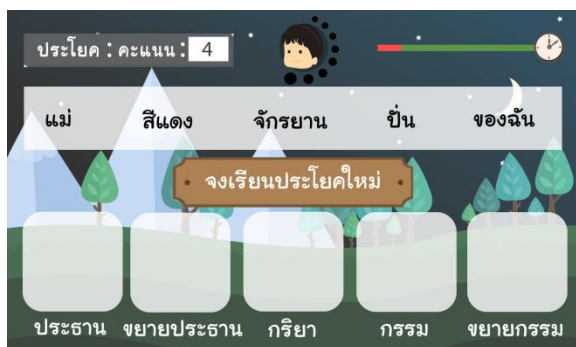 ประโยค : คะแนน : 4
แม่ สีแดง จักรยาน ปั่น ของฉัน
จงเรียนประโยคใหม่
ประธาน ขยายประธาน กริยา กรรม ขยายกรรม